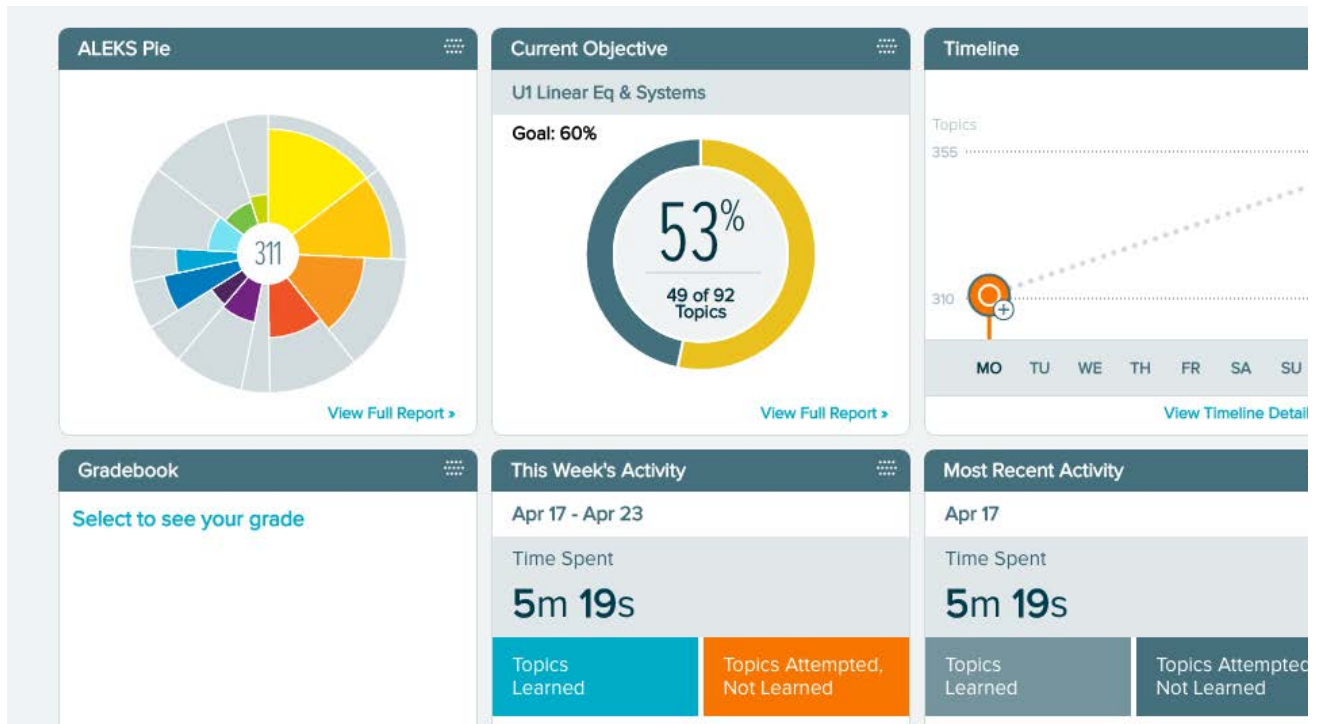 ALEKS Pie
311
View Full Report »
Current Objective
U1 Linear Eq & Systems
Goal: 60%
53%
49 of 92
Topics
View Full Report »
Timeline
Topics
355
310
MO TU WE TH FR SA SU
View Timeline Detail
Gradebook
Select to see your grade
This Week's Activity
Apr 17 - Apr 23
Time Spent
5m 19s
Topics
Learned
Topics Attempted,
Not Learned
Most Recent Activity
Apr 17
Time Spent
5m 19s
Topics
Learned
Topics Attempted
Not Learned